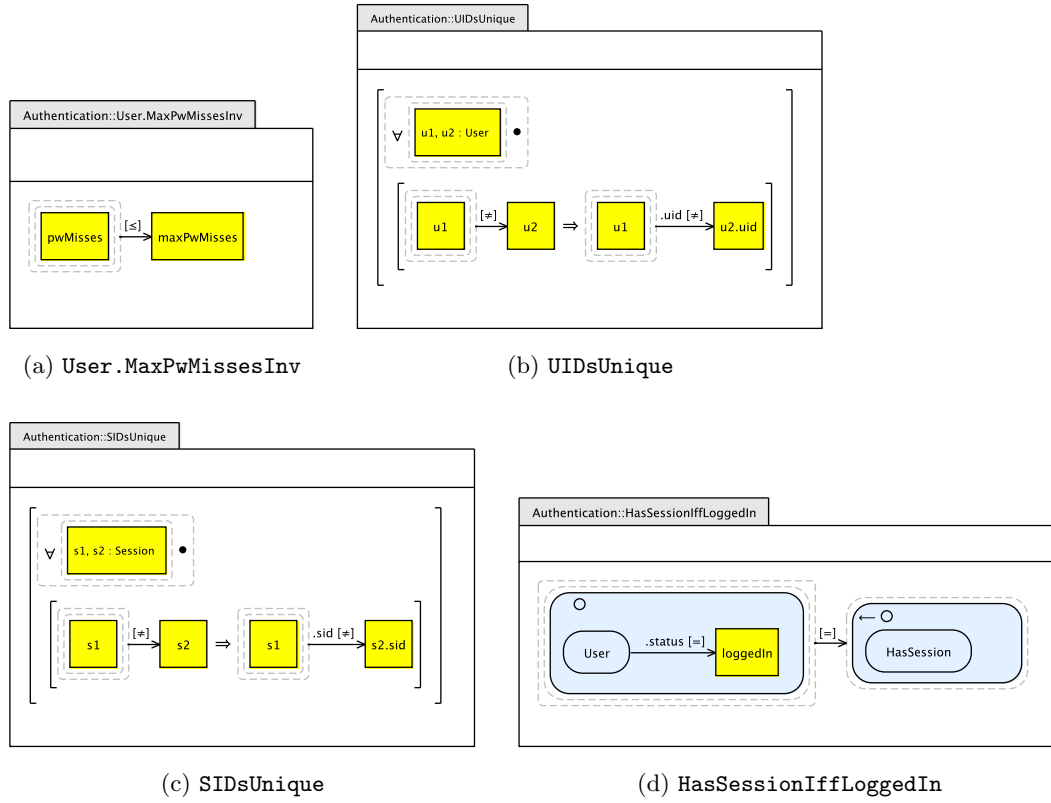 Authentication::User.MaxPwMissesInv
pwMisses [≤] maxPwMisses
(a) User.MaxPwMissesInv
Authentication::UIDsUnique
∀ u1, u2 : User •
u1 [≠] u2 ⇒ u1 .uid [≠] u2.uid
(b) UIDsUnique
Authentication::SIDsUnique
∀ s1, s2 : Session •
s1 [≠] s2 ⇒ s1 .sid [≠] s2.sid
(c) SIDsUnique
Authentication::HasSessionIffLoggedIn
User .status [=] loggedIn [=] ← HasSession
(d) HasSessionIffLoggedIn